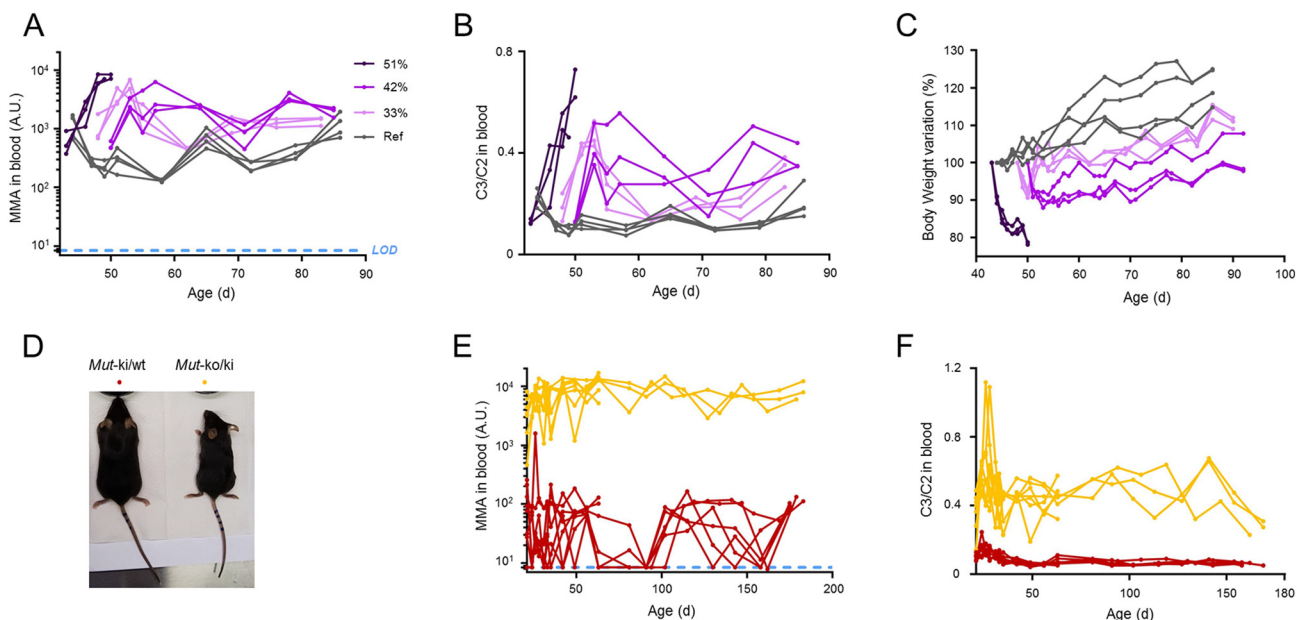 A
MMA in blood (A.U.)
10⁴
10³
10²
10¹
51%
42%
33%
Ref
LOD
50
60
70
80
90
Age (d)
B
C3/C2 in blood
0.8
0.4
0
50
60
70
80
90
Age (d)
C
Body Weight variation (%)
130
120
110
100
90
80
40
50
60
70
80
90
100
Age (d)
D
Mut-ki/wt
Mut-ko/ki
E
MMA in blood (A.U.)
10⁴
10³
10²
10¹
50
100
150
200
Age (d)
F
C3/C2 in blood
1.2
0.8
0.4
0
50
100
150
180
Age (d)